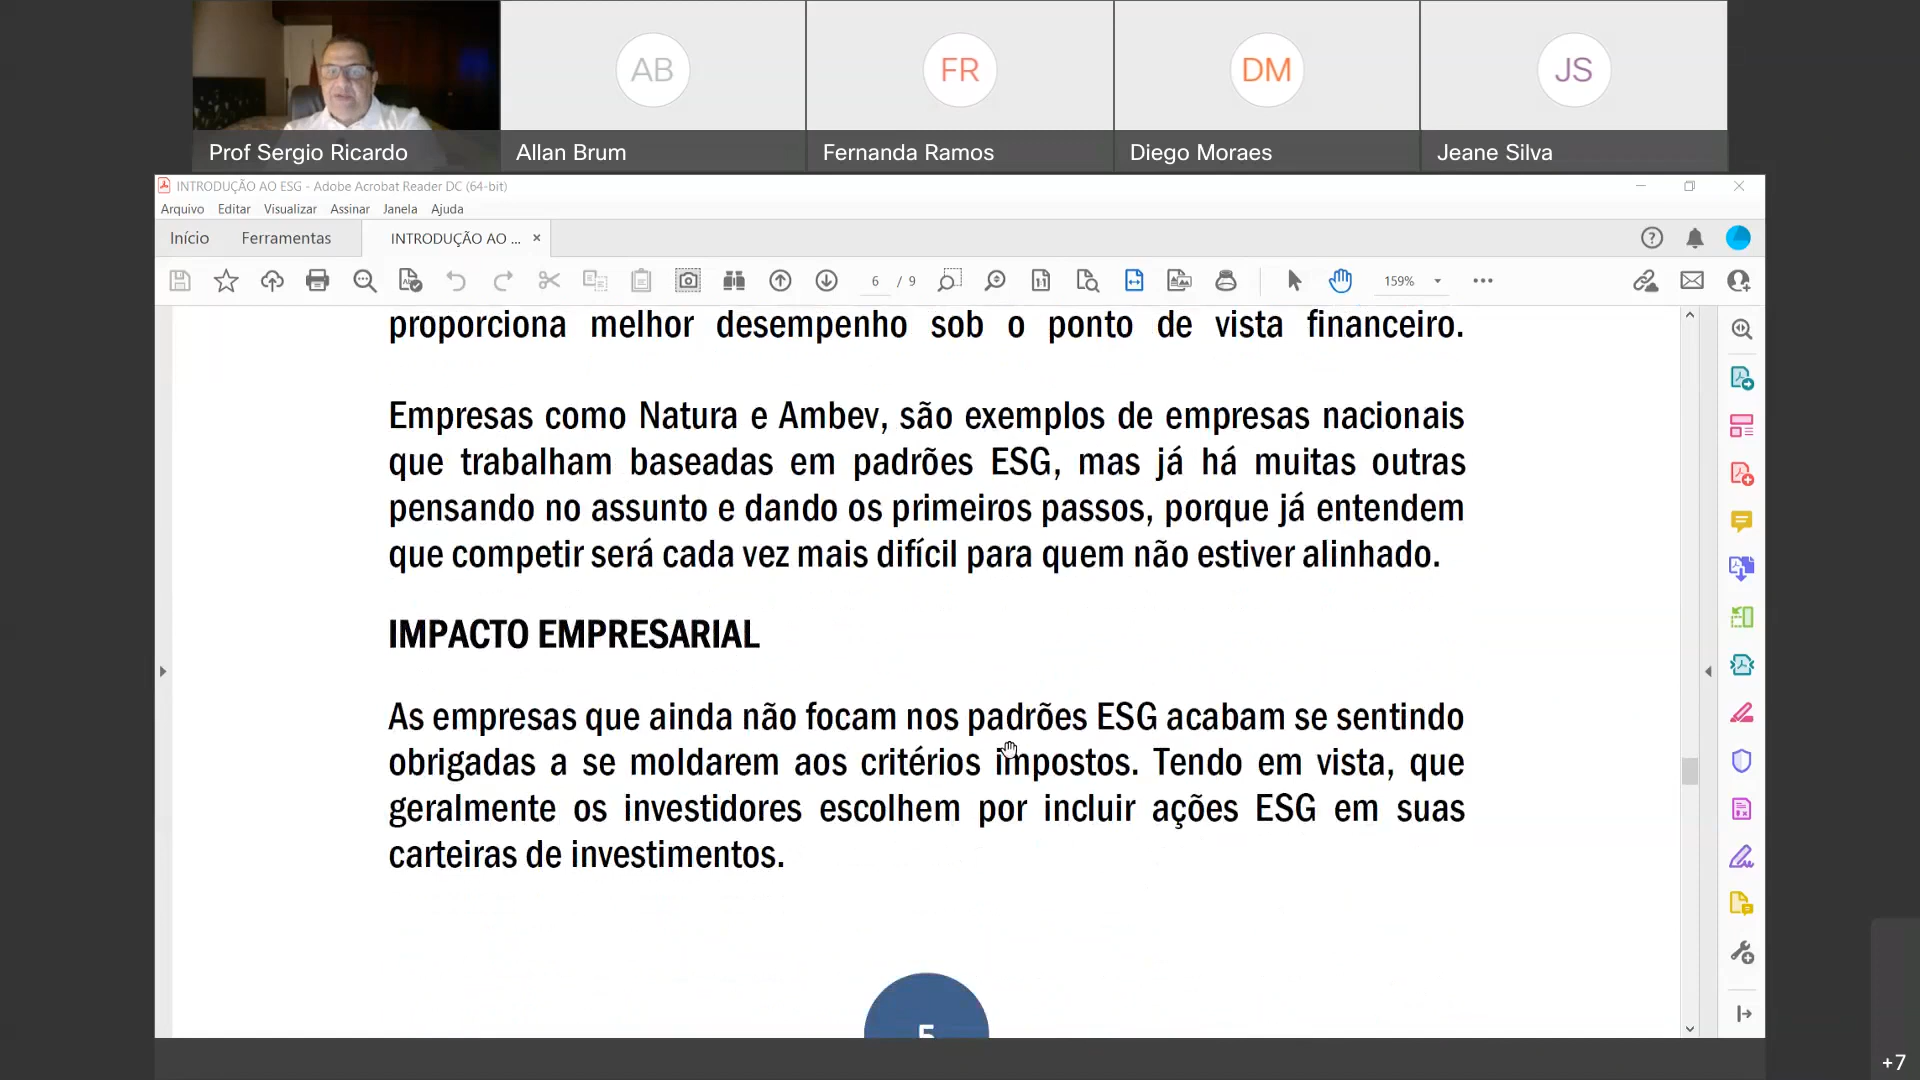 AB
FR
DM
JS
Prof Sergio Ricardo
Allan Brum
Fernanda Ramos
Diego Moraes
Jeane Silva
INTRODUÇÃO AO ESG - Adobe Acrobat Reader DC (64-bit)
Arquivo Editar Visualizar Assinar Janela Ajuda
Início Ferramentas INTRODUÇÃO AO ... ×
6 / 9 159%
proporciona melhor desempenho sob o ponto de vista financeiro.
Empresas como Natura e Ambev, são exemplos de empresas nacionais
que trabalham baseadas em padrões ESG, mas já há muitas outras
pensando no assunto e dando os primeiros passos, porque já entendem
que competir será cada vez mais difícil para quem não estiver alinhado.
IMPACTO EMPRESARIAL
As empresas que ainda não focam nos padrões ESG acabam se sentindo
obrigadas a se moldarem aos critérios impostos. Tendo em vista, que
geralmente os investidores escolhem por incluir ações ESG em suas
carteiras de investimentos.
5
+7